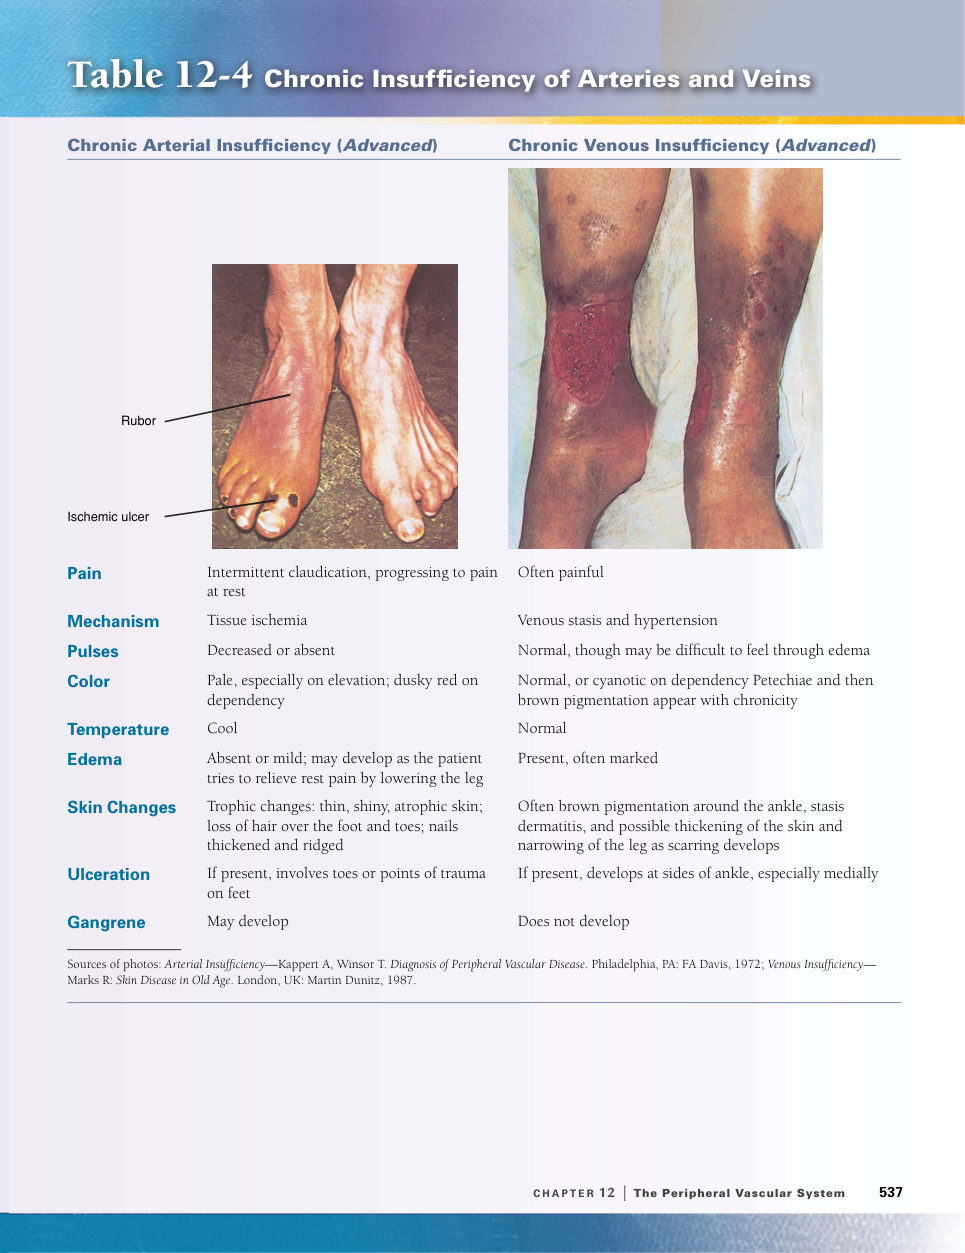 Table 12-4 Chronic Insufficiency of Arteries and Veins
Chronic Arterial Insufficiency (Advanced)
Chronic Venous Insufficiency (Advanced)
Rubor
Ischemic ulcer
Pain
Intermittent claudication, progressing to pain
at rest
Often painful
Mechanism
Tissue ischemia
Venous stasis and hypertension
Pulses
Decreased or absent
Normal, though may be difficult to feel through edema
Color
Pale, especially on elevation; dusky red on
dependency
Normal, or cyanotic on dependency Petechiae and then
brown pigmentation appear with chronicity
Temperature
Cool
Normal
Edema
Absent or mild; may develop as the patient
tries to relieve rest pain by lowering the leg
Present, often marked
Skin Changes
Trophic changes: thin, shiny, atrophic skin;
loss of hair over the foot and toes; nails
thickened and ridged
Often brown pigmentation around the ankle, stasis
dermatitis, and possible thickening of the skin and
narrowing of the leg as scarring develops
Ulceration
If present, involves toes or points of trauma
on feet
If present, develops at sides of ankle, especially medially
Gangrene
May develop
Does not develop
Sources of photos: Arterial Insufficiency—Kappert A, Winsor T. Diagnosis of Peripheral Vascular Disease. Philadelphia, PA: FA Davis, 1972; Venous Insufficiency—
Marks R: Skin Disease in Old Age. London, UK: Martin Dunitz, 1987.
CHAPTER 12 | The Peripheral Vascular System 537